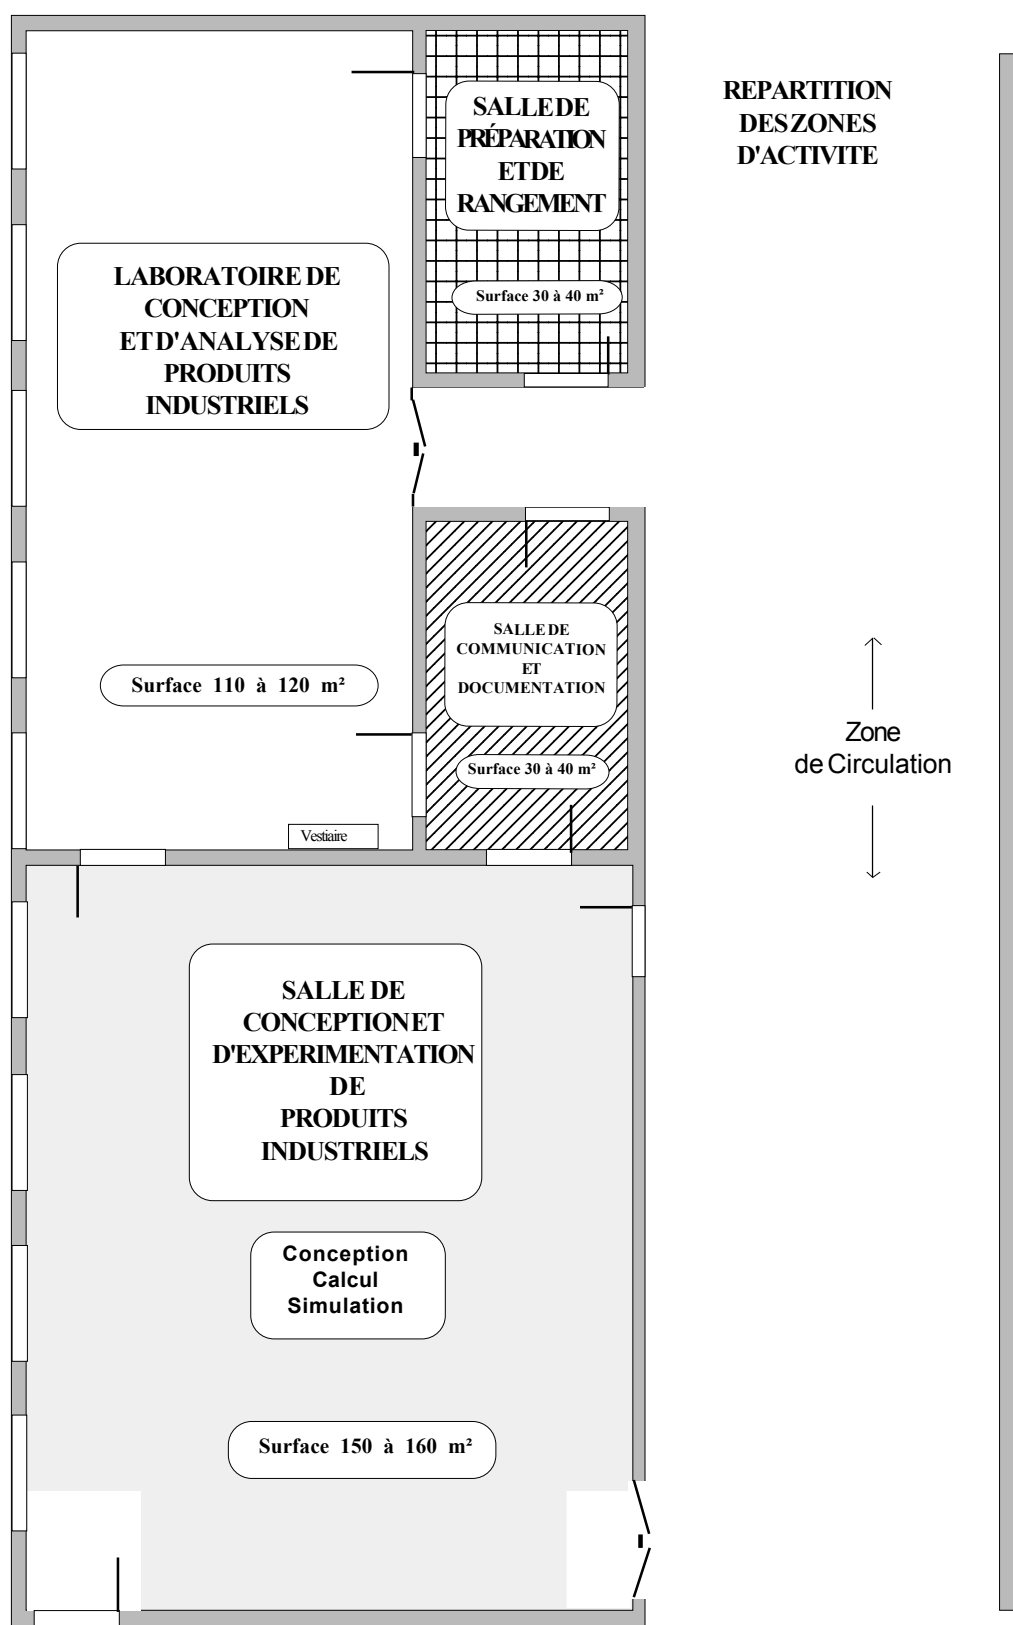 REPARTITION
DES ZONES
D'ACTIVITE
SALLE DE
PRÉPARATION
ET DE
RANGEMENT
Surface 30 à 40 m²
LABORATOIRE DE
CONCEPTION
ET D'ANALYSE DE
PRODUITS
INDUSTRIELS
Surface 110 à 120 m²
SALLE DE
COMMUNICATION
ET
DOCUMENTATION
Surface 30 à 40 m²
Zone
de Circulation
Vestiaire
SALLE DE
CONCEPTION ET
D'EXPERIMENTATION
DE
PRODUITS
INDUSTRIELS
Conception
Calcul
Simulation
Surface 150 à 160 m²